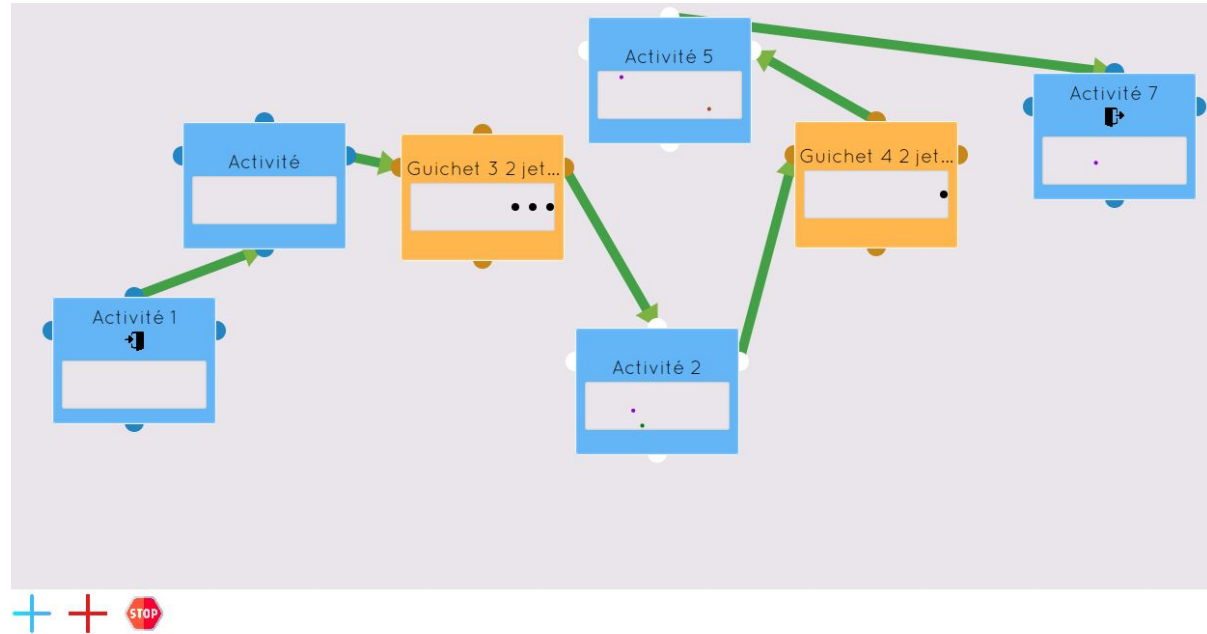 Activité 5
Activité 7
Activité
Guichet 3 2 jet...
Guichet 4 2 jet...
Activité 1
Activité 2
STOP